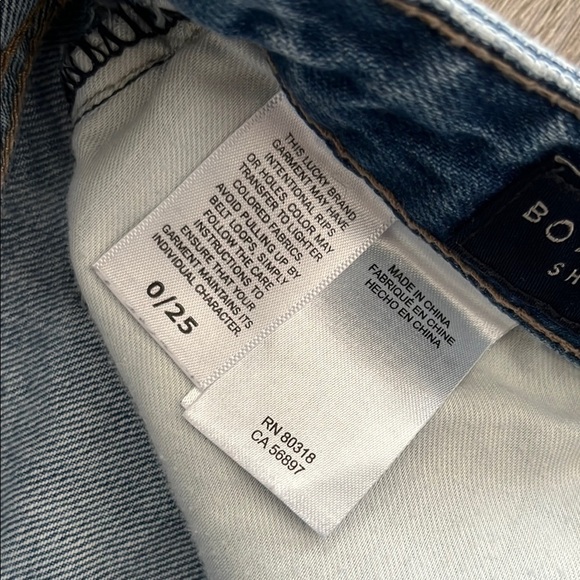 THIS LUCKY BRAND
GARMENT MAY HAVE
INTENTIONAL RIPS
OR HOLES. COLOR MAY
TRANSFER TO LIGHTER
COLORED FABRICS.
AVOID PULLING UP BY
BELT LOOPS. SIMPLY
FOLLOW THE CARE
INSTRUCTIONS TO
ENSURE THAT YOUR
GARMENT MAINTAINS ITS
INDIVIDUAL CHARACTER
0/25
MADE IN CHINA
FABRIQUÉ EN CHINE
HECHO EN CHINA
RN 80318
CA 56897